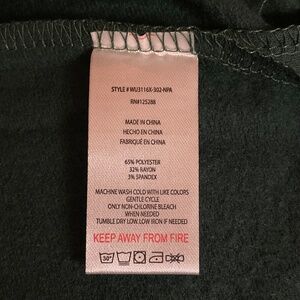 STYLE # WU3116X-302-NPA
RN#125288
MADE IN CHINA
HECHO EN CHINA
FABRIQUÉ EN CHINA
65% POLYESTER
32% RAYON
3% SPANDEX
MACHINE WASH COLD WITH LIKE COLORS
GENTLE CYCLE
ONLY NON-CHLORINE BLEACH
WHEN NEEDED
TUMBLE DRY LOW. LOW IRON IF NEEDED
KEEP AWAY FROM FIRE
30°